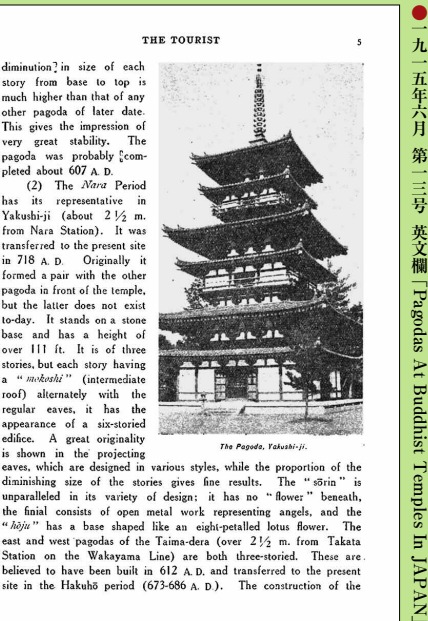 THE TOURIST
5
diminution] in size of each
story from base to top is
much higher than that of any
other pagoda of later date.
This gives the impression of
very great stability. The
pagoda was probably com-
pleted about 607 A. D.
(2) The Nara Period
has its representative in
Yakushi-ji (about 2 1/2 m.
from Nara Station). It was
transferred to the present site
in 718 A. D. Originally it
formed a pair with the other
pagoda in front of the temple,
but the latter does not exist
to-day. It stands on a stone
base and has a height of
over 111 ft. It is of three
stories, but each story having
a “mokoshi” (intermediate
roof) alternately with the
regular eaves, it has the
appearance of a six-storied
edifice. A great originality
is shown in the projecting
The Pagoda, Yakushi-ji.
eaves, which are designed in various styles, while the proportion of the
diminishing size of the stories gives fine results. The “sōrin” is
unparalleled in its variety of design; it has no “flower” beneath,
the finial consists of open metal work representing angels, and the
“hōju” has a base shaped like an eight-petalled lotus flower. The
east and west pagodas of the Taima-dera (over 2 1/2 m. from Takata
Station on the Wakayama Line) are both three-storied. These are
believed to have been built in 612 A. D. and transferred to the present
site in the Hakuhō period (673-686 A. D.). The construction of the
●一九一五年六月 第一三号 英文欄「Pagodas At Buddhist Temples In JAPAN」